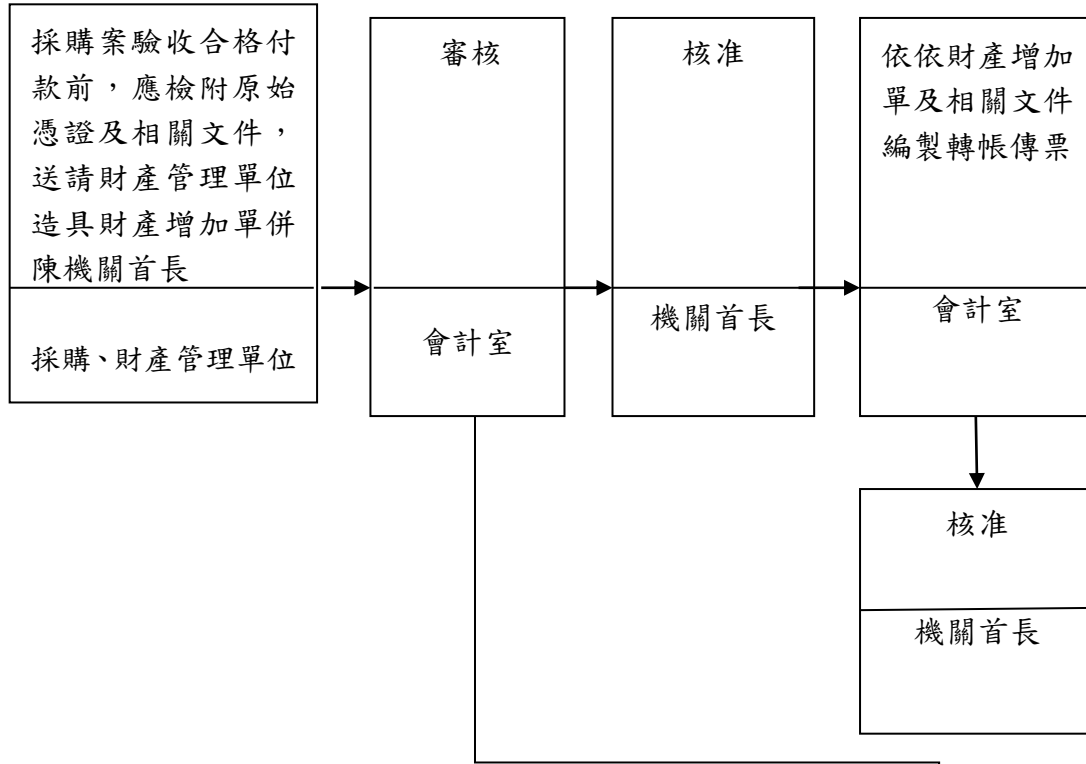 採購案驗收合格付
款前，應檢附原始
憑證及相關文件，
送請財產管理單位
造具財產增加單併
陳機關首長
採購、財產管理單位
審核
會計室
核准
機關首長
依依財產增加
單及相關文件
編製轉帳傳票
會計室
核准
機關首長